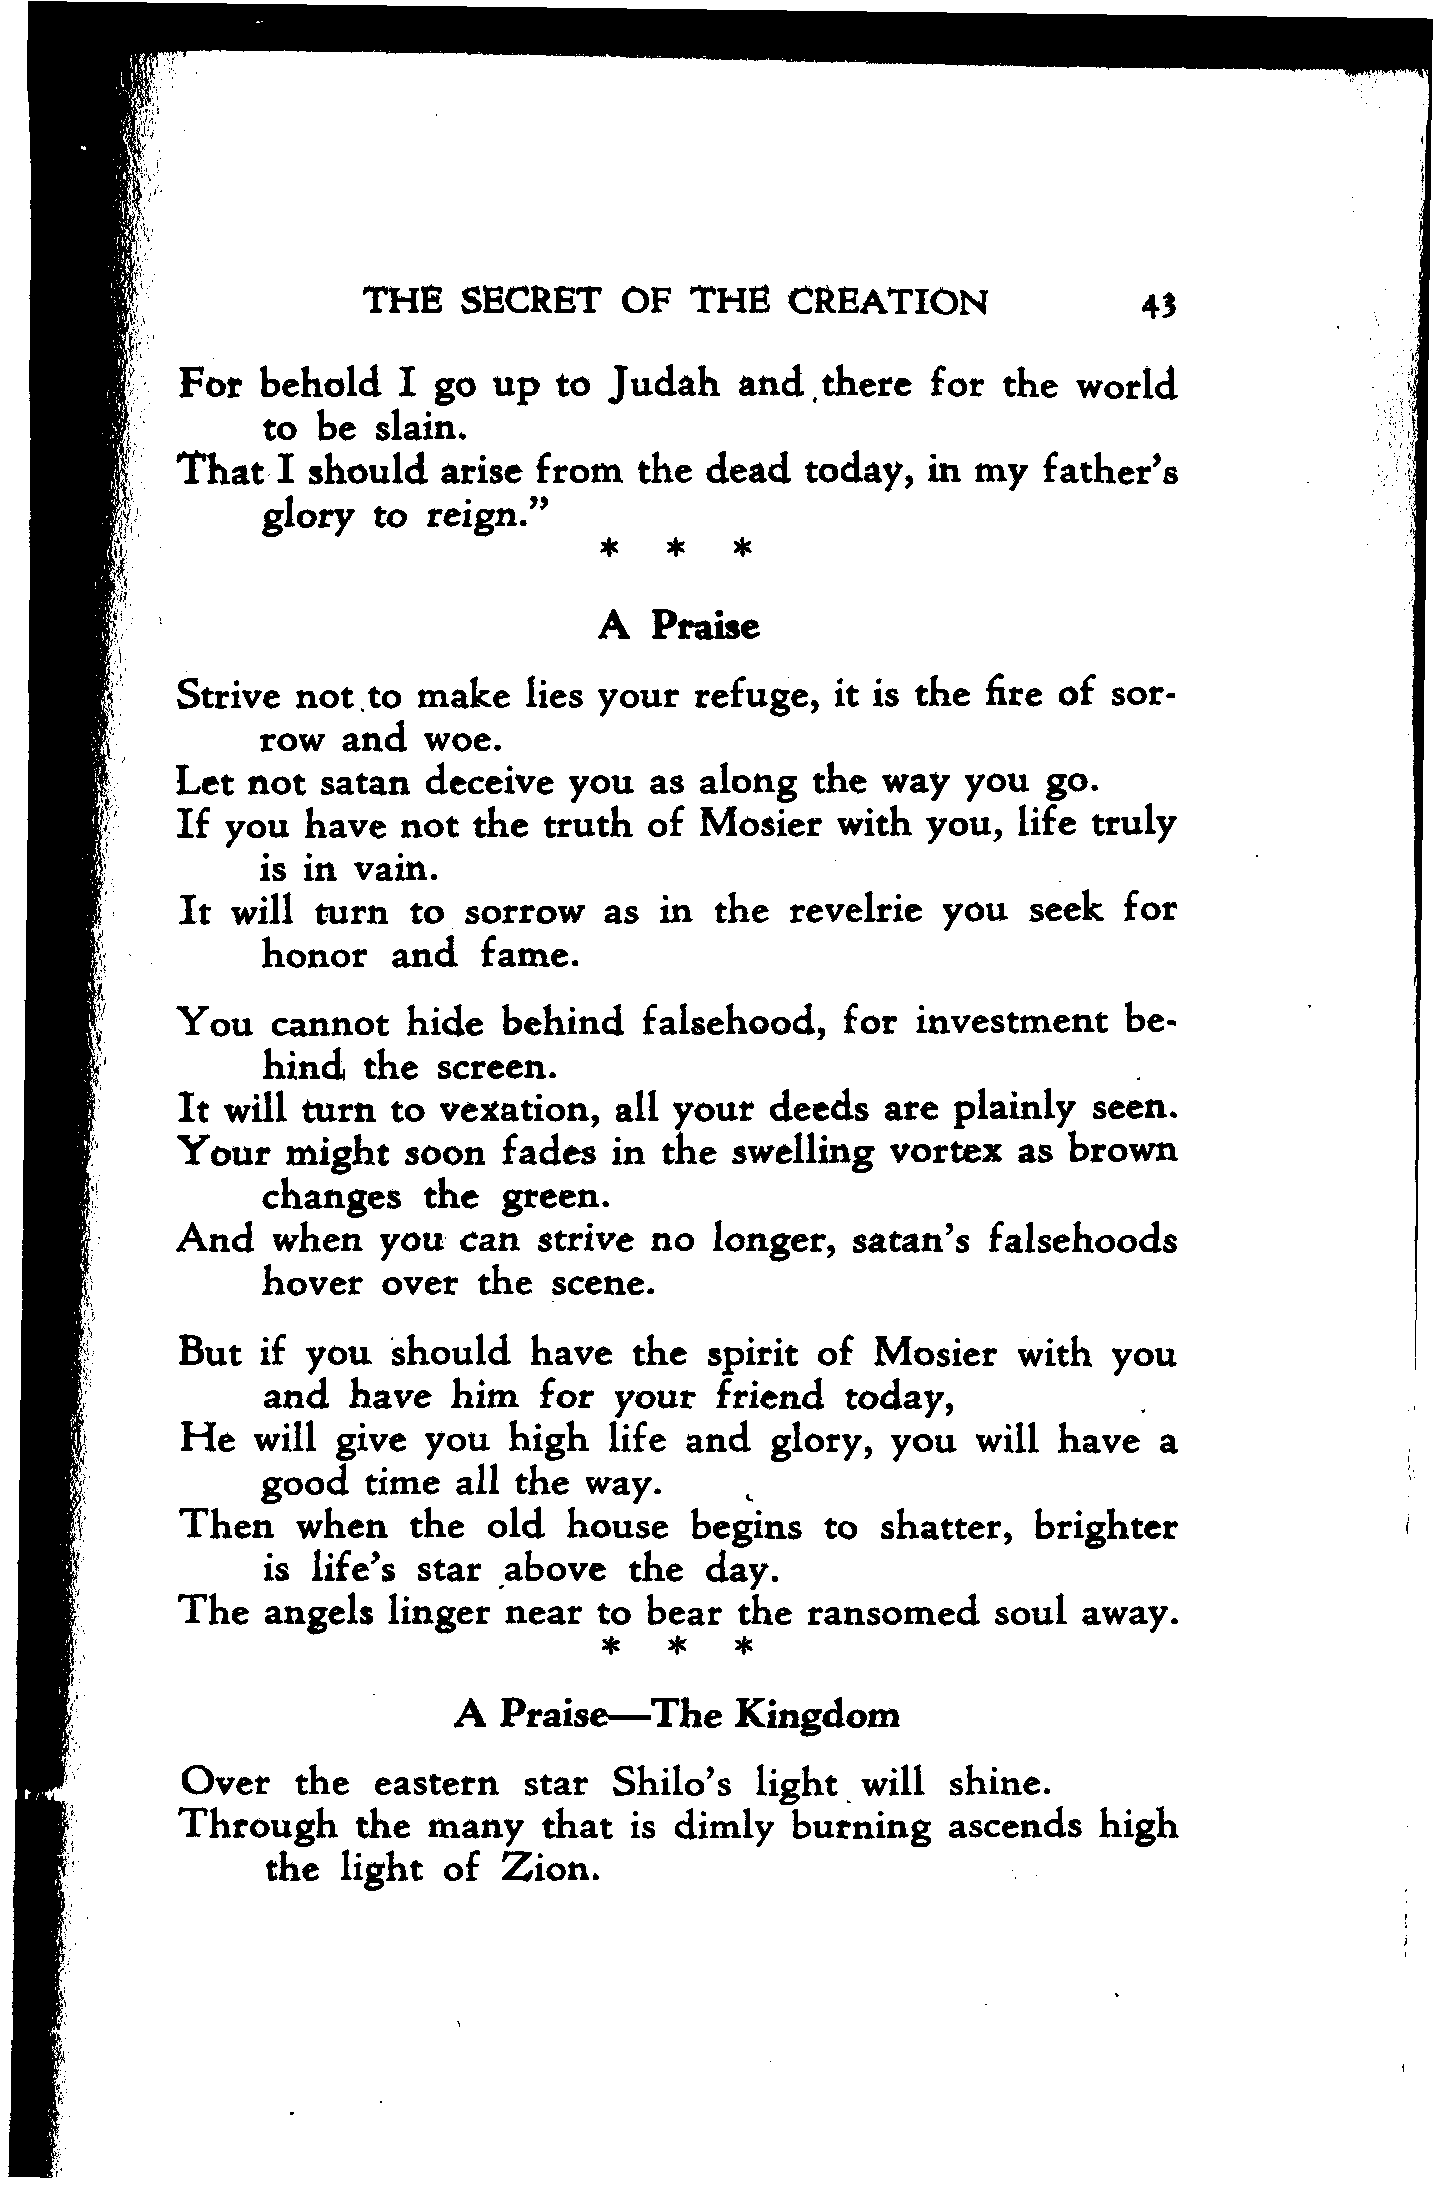 THE SECRET OF THE CREATION 43
For behold I go up to Judah and there for the world
to be slain.
That I should arise from the dead today, in my father's
glory to reign."
* * *
A Praise
Strive not to make lies your refuge, it is the fire of sor-
row and woe.
Let not satan deceive you as along the way you go.
If you have not the truth of Mosier with you, life truly
is in vain.
It will turn to sorrow as in the revelrie you seek for
honor and fame.
You cannot hide behind falsehood, for investment be-
hind the screen.
It will turn to vexation, all your deeds are plainly seen.
Your might soon fades in the swelling vortex as brown
changes the green.
And when you can strive no longer, satan's falsehoods
hover over the scene.
But if you should have the spirit of Mosier with you
and have him for your friend today,
He will give you high life and glory, you will have a
good time all the way.
Then when the old house begins to shatter, brighter
is life's star above the day.
The angels linger near to bear the ransomed soul away.
* * *
A Praise—The Kingdom
Over the eastern star Shilo's light will shine.
Through the many that is dimly burning ascends high
the light of Zion.